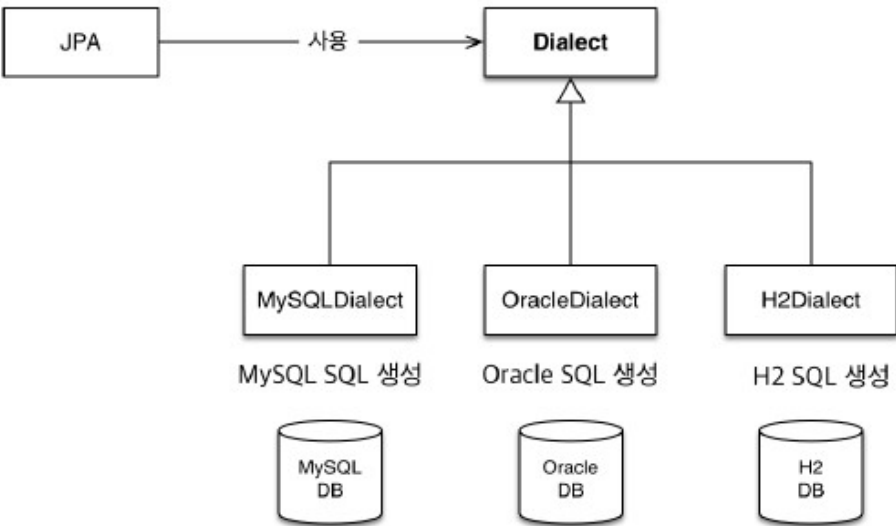 JPA
사용
Dialect
MySQLDialect
OracleDialect
H2Dialect
MySQL SQL 생성
Oracle SQL 생성
H2 SQL 생성
MySQL
DB
Oracle
DB
H2
DB